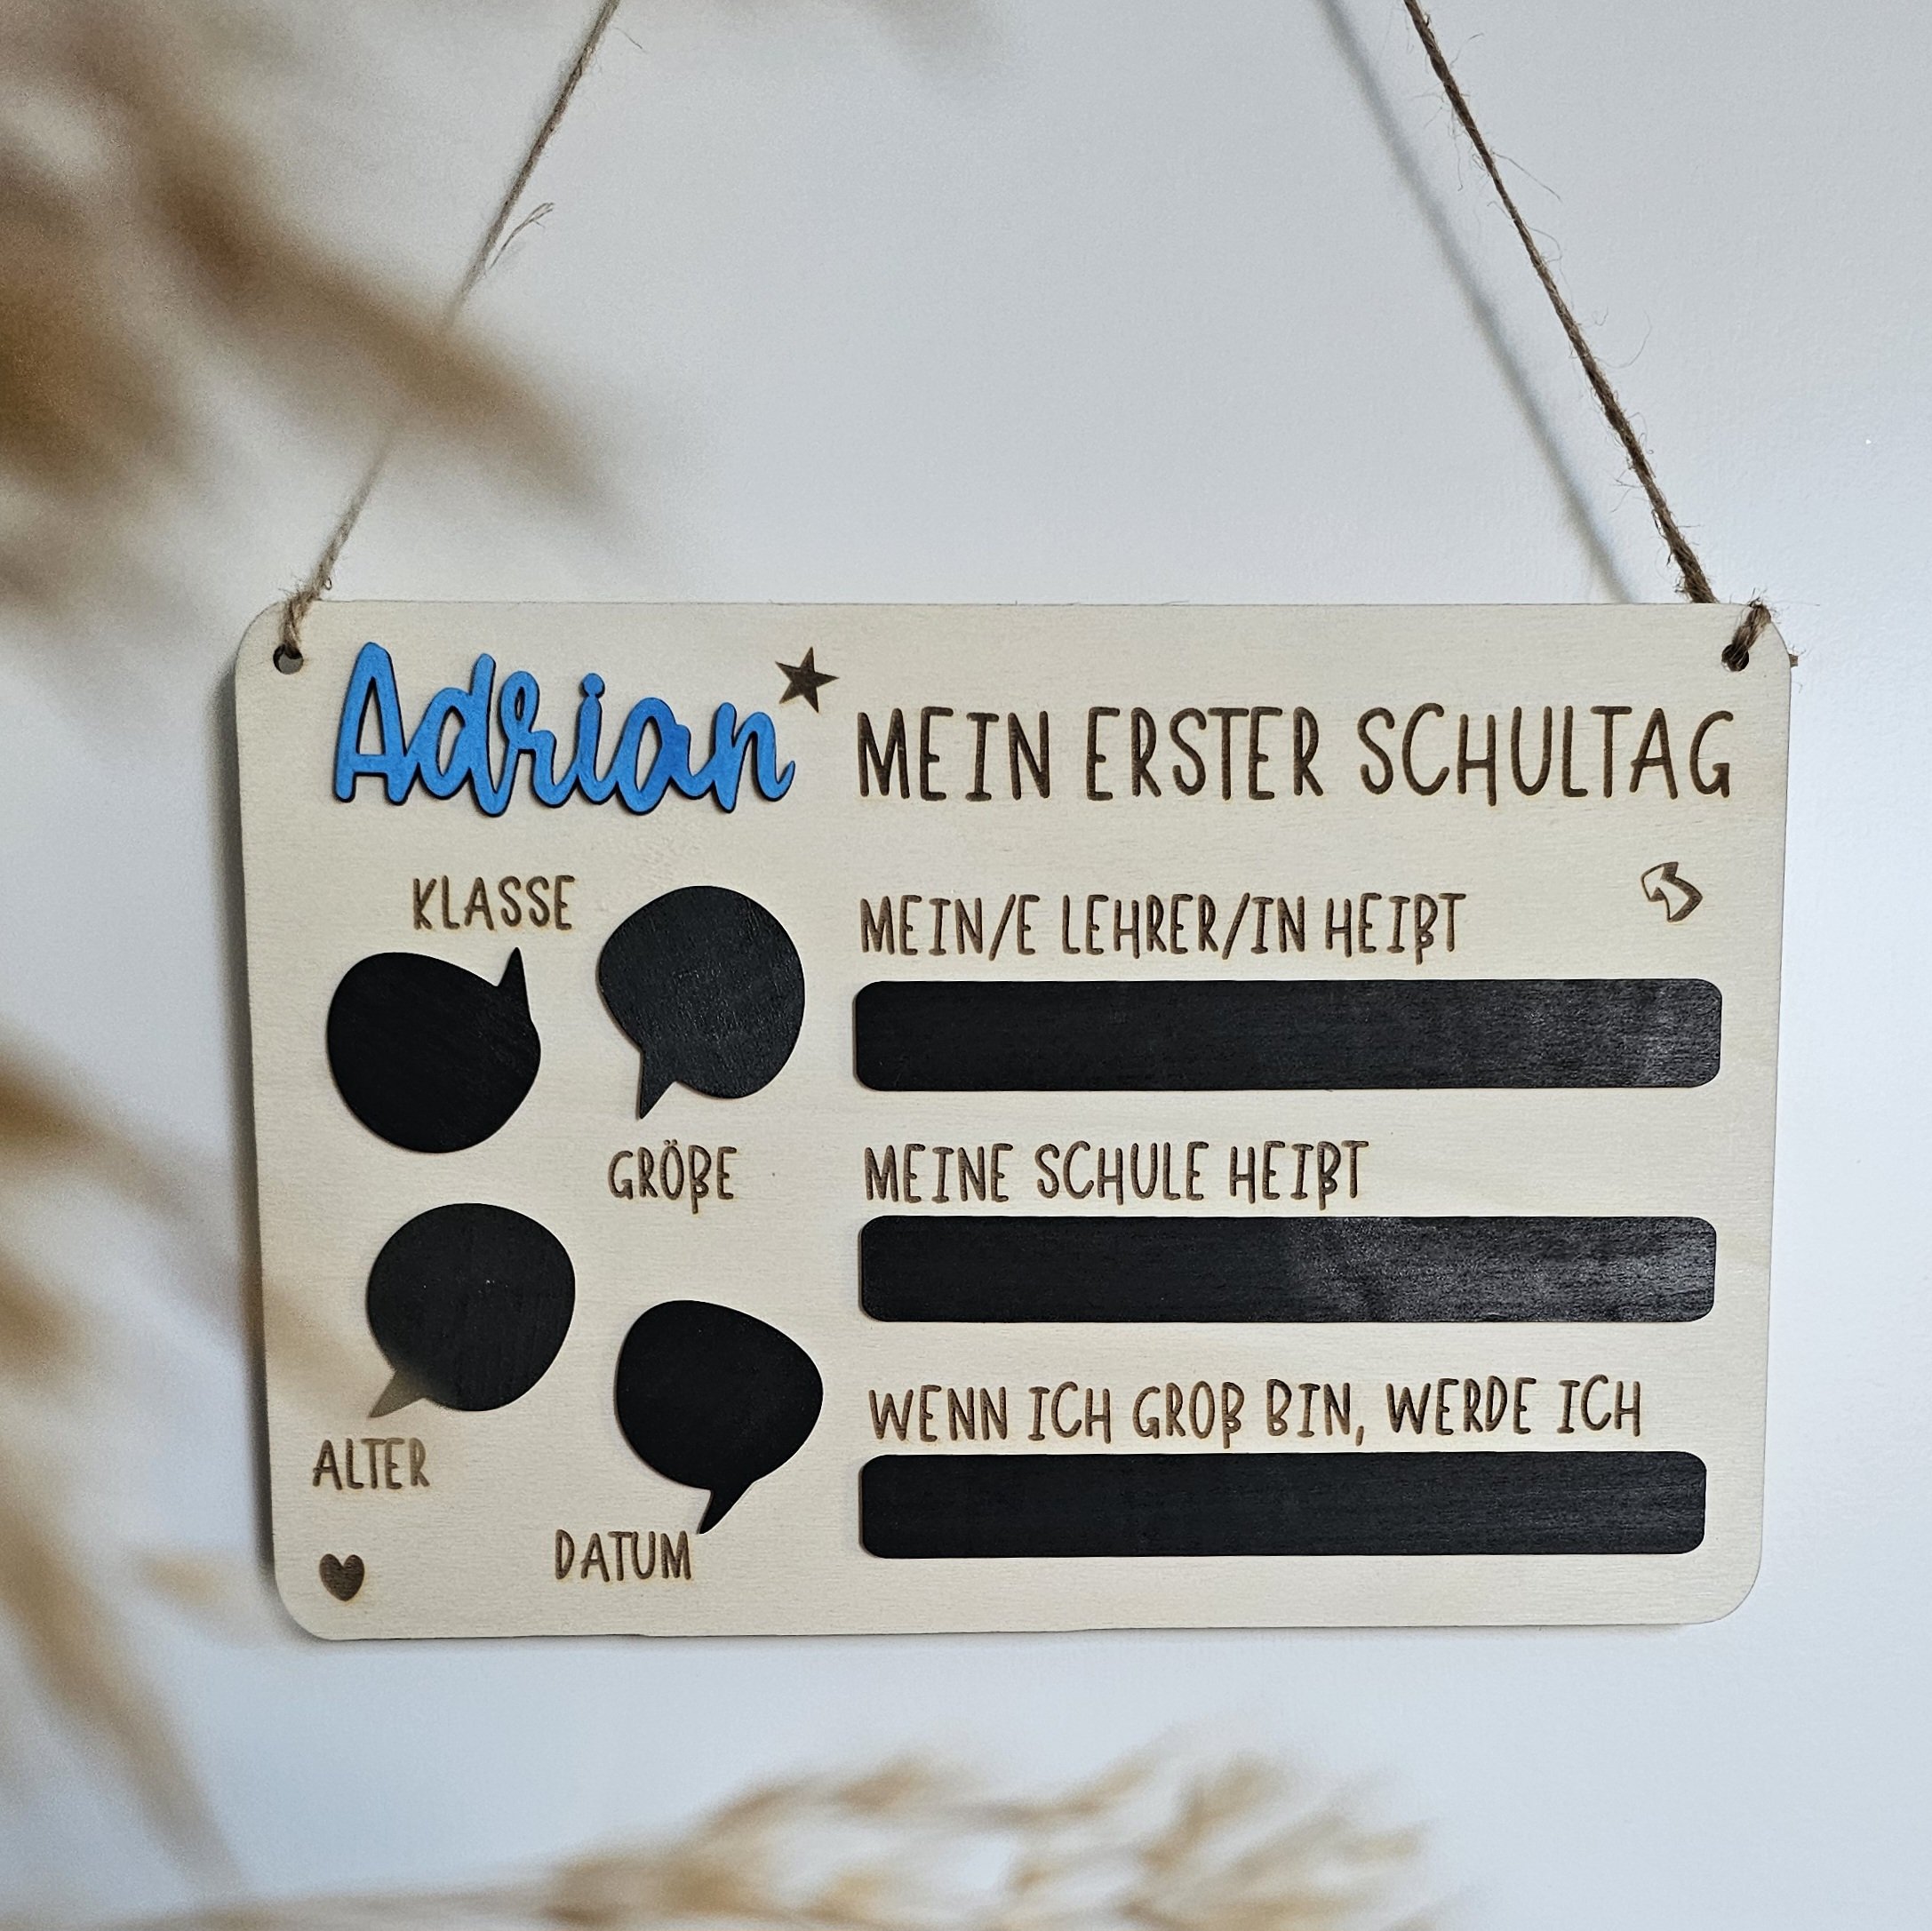 Adrian
MEIN ERSTER SCHULTAG
KLASSE
GRÖßE
ALTER
DATUM
MEIN/E LEHRER/IN HEIßT
MEINE SCHULE HEIßT
WENN ICH GROß BIN, WERDE ICH